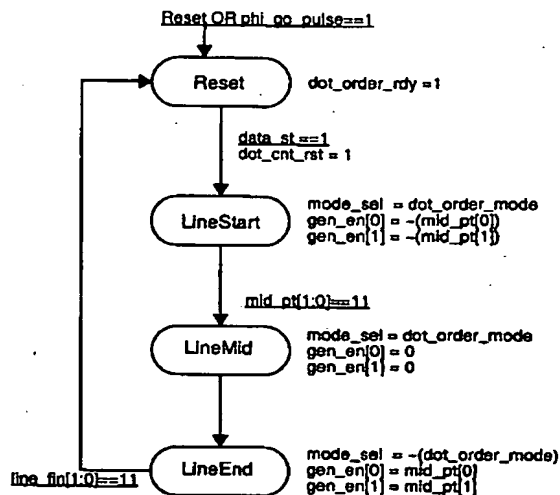 Reset OR phi_go_pulse==1
Reset
dot_order_rdy = 1
data_st==1
dot_cnt_rst = 1
LineStart
mode_sel = dot_order_mode
gen_en[0] = ~(mid_pt[0])
gen_en[1] = ~(mid_pt[1])
mid_pt[1:0]==11
LineMid
mode_sel = dot_order_mode
gen_en[0] = 0
gen_en[1] = 0
LineEnd
mode_sel = ~(dot_order_mode)
gen_en[0] = mid_pt[0]
gen_en[1] = mid_pt[1]
line_fin[1:0]==11